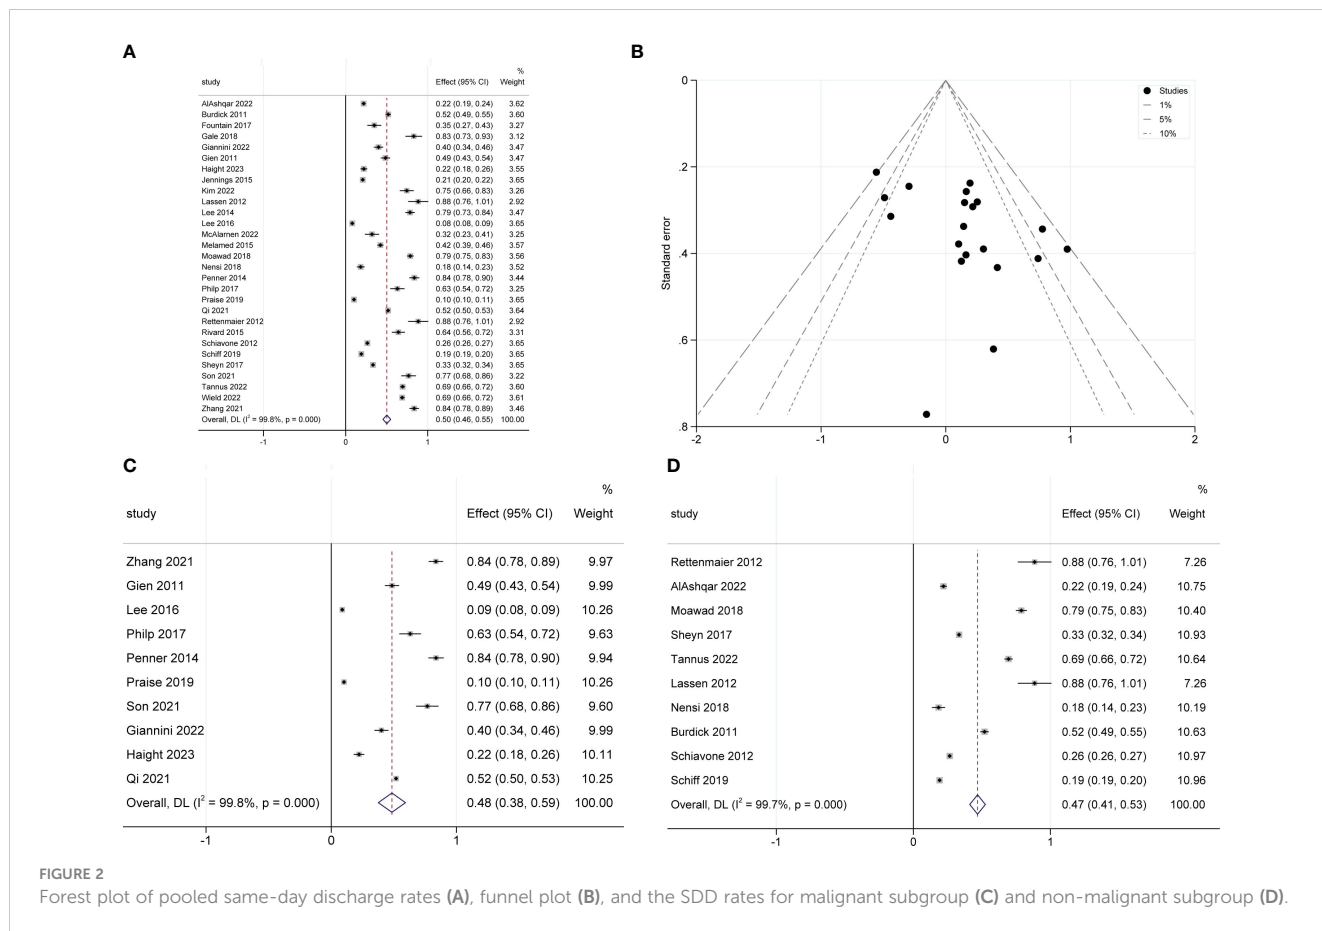 A
%
study Effect (95% CI) Weight
AlAshqar 2022 0.22 (0.19, 0.24) 3.62
Burdick 2011 0.52 (0.49, 0.55) 3.60
Fountain 2017 0.35 (0.27, 0.43) 3.27
Gale 2018 0.83 (0.73, 0.93) 3.12
Giannini 2022 0.40 (0.34, 0.46) 3.47
Gien 2011 0.49 (0.43, 0.54) 3.47
Haight 2023 0.22 (0.18, 0.26) 3.55
Jennings 2015 0.21 (0.20, 0.22) 3.65
Kim 2022 0.75 (0.66, 0.83) 3.26
Lassen 2012 0.88 (0.76, 1.01) 2.92
Lee 2014 0.79 (0.73, 0.84) 3.47
Lee 2016 0.08 (0.08, 0.09) 3.65
McAlarnen 2022 0.32 (0.23, 0.41) 3.25
Melamed 2015 0.42 (0.39, 0.46) 3.57
Moawad 2018 0.79 (0.75, 0.83) 3.56
Nensi 2018 0.18 (0.14, 0.23) 3.52
Penner 2014 0.84 (0.78, 0.90) 3.44
Philp 2017 0.63 (0.54, 0.72) 3.25
Praise 2019 0.10 (0.10, 0.11) 3.65
Qi 2021 0.52 (0.50, 0.53) 3.64
Rettenmaier 2012 0.88 (0.76, 1.01) 2.92
Rivard 2015 0.64 (0.56, 0.72) 3.31
Schiavone 2012 0.26 (0.26, 0.27) 3.65
Schiff 2019 0.19 (0.19, 0.20) 3.65
Sheyn 2017 0.33 (0.32, 0.34) 3.65
Son 2021 0.77 (0.68, 0.86) 3.22
Tannus 2022 0.69 (0.66, 0.72) 3.60
Wield 2022 0.69 (0.66, 0.72) 3.61
Zhang 2021 0.84 (0.78, 0.89) 3.46
Overall, DL (I² = 99.8%, p = 0.000) 0.50 (0.46, 0.55) 100.00
-1 0 1
B
0
.2
.4
.6
.8
Standard error
-2 -1 0 1 2
Studies
1%
5%
10%
C
%
study Effect (95% CI) Weight
Zhang 2021 0.84 (0.78, 0.89) 9.97
Gien 2011 0.49 (0.43, 0.54) 9.99
Lee 2016 0.09 (0.08, 0.09) 10.26
Philp 2017 0.63 (0.54, 0.72) 9.63
Penner 2014 0.84 (0.78, 0.90) 9.94
Praise 2019 0.10 (0.10, 0.11) 10.26
Son 2021 0.77 (0.68, 0.86) 9.60
Giannini 2022 0.40 (0.34, 0.46) 9.99
Haight 2023 0.22 (0.18, 0.26) 10.11
Qi 2021 0.52 (0.50, 0.53) 10.25
Overall, DL (I² = 99.8%, p = 0.000) 0.48 (0.38, 0.59) 100.00
-1 0 1
D
%
study Effect (95% CI) Weight
Rettenmaier 2012 0.88 (0.76, 1.01) 7.26
AlAshqar 2022 0.22 (0.19, 0.24) 10.75
Moawad 2018 0.79 (0.75, 0.83) 10.40
Sheyn 2017 0.33 (0.32, 0.34) 10.93
Tannus 2022 0.69 (0.66, 0.72) 10.64
Lassen 2012 0.88 (0.76, 1.01) 7.26
Nensi 2018 0.18 (0.14, 0.23) 10.19
Burdick 2011 0.52 (0.49, 0.55) 10.63
Schiavone 2012 0.26 (0.26, 0.27) 10.97
Schiff 2019 0.19 (0.19, 0.20) 10.96
Overall, DL (I² = 99.7%, p = 0.000) 0.47 (0.41, 0.53) 100.00
-1 0 1
FIGURE 2
Forest plot of pooled same-day discharge rates (A), funnel plot (B), and the SDD rates for malignant subgroup (C) and non-malignant subgroup (D).